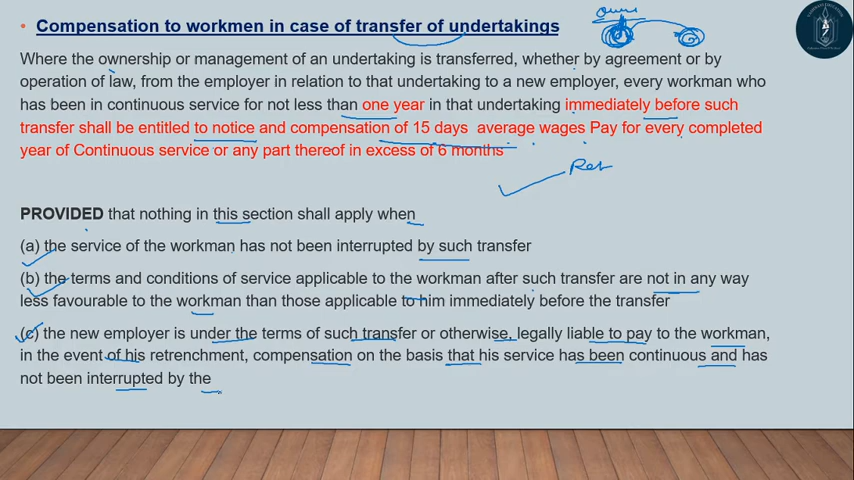 Compensation to workmen in case of transfer of undertakings
Where the ownership or management of an undertaking is transferred, whether by agreement or by
operation of law, from the employer in relation to that undertaking to a new employer, every workman who
has been in continuous service for not less than one year in that undertaking immediately before such
transfer shall be entitled to notice and compensation of 15 days average wages Pay for every completed
year of Continuous service or any part thereof in excess of 6 months
Ret
PROVIDED that nothing in this section shall apply when
(a) the service of the workman has not been interrupted by such transfer
(b) the terms and conditions of service applicable to the workman after such transfer are not in any way
less favourable to the workman than those applicable to him immediately before the transfer
(c) the new employer is under the terms of such transfer or otherwise, legally liable to pay to the workman,
in the event of his retrenchment, compensation on the basis that his service has been continuous and has
not been interrupted by the